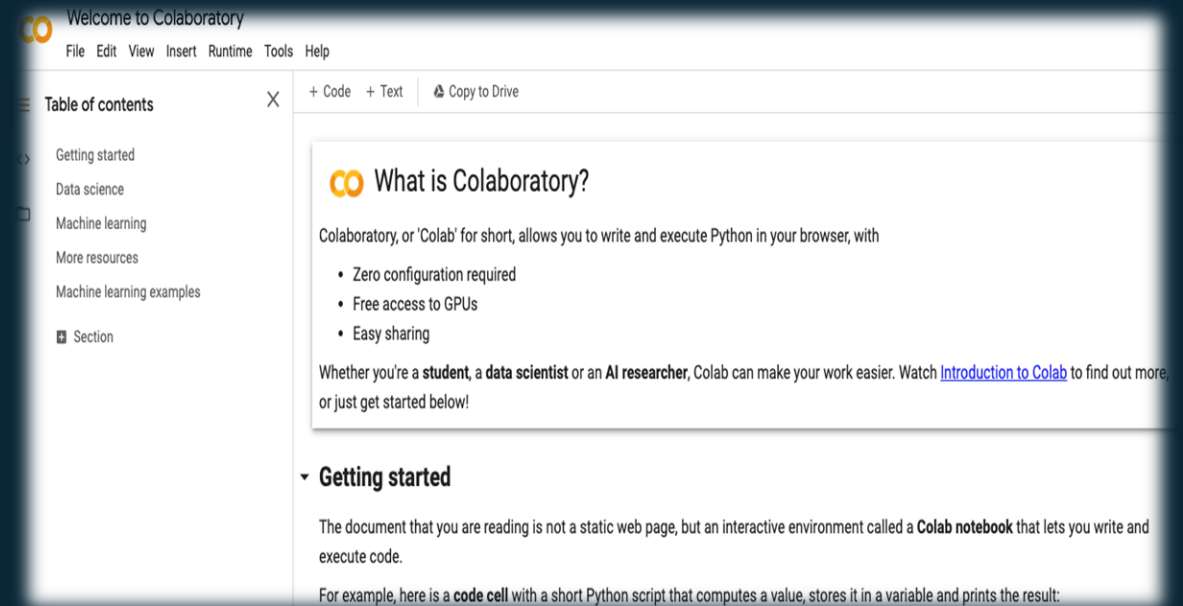 Welcome to Colaboratory
File Edit View Insert Runtime Tools Help
Table of contents
Getting started
Data science
Machine learning
More resources
Machine learning examples
Section
+ Code + Text Copy to Drive
CO What is Colaboratory?
Colaboratory, or 'Colab' for short, allows you to write and execute Python in your browser, with
• Zero configuration required
• Free access to GPUs
• Easy sharing
Whether you're a student, a data scientist or an AI researcher, Colab can make your work easier. Watch Introduction to Colab to find out more,
or just get started below!
Getting started
The document that you are reading is not a static web page, but an interactive environment called a Colab notebook that lets you write and
execute code.
For example, here is a code cell with a short Python script that computes a value, stores it in a variable and prints the result: